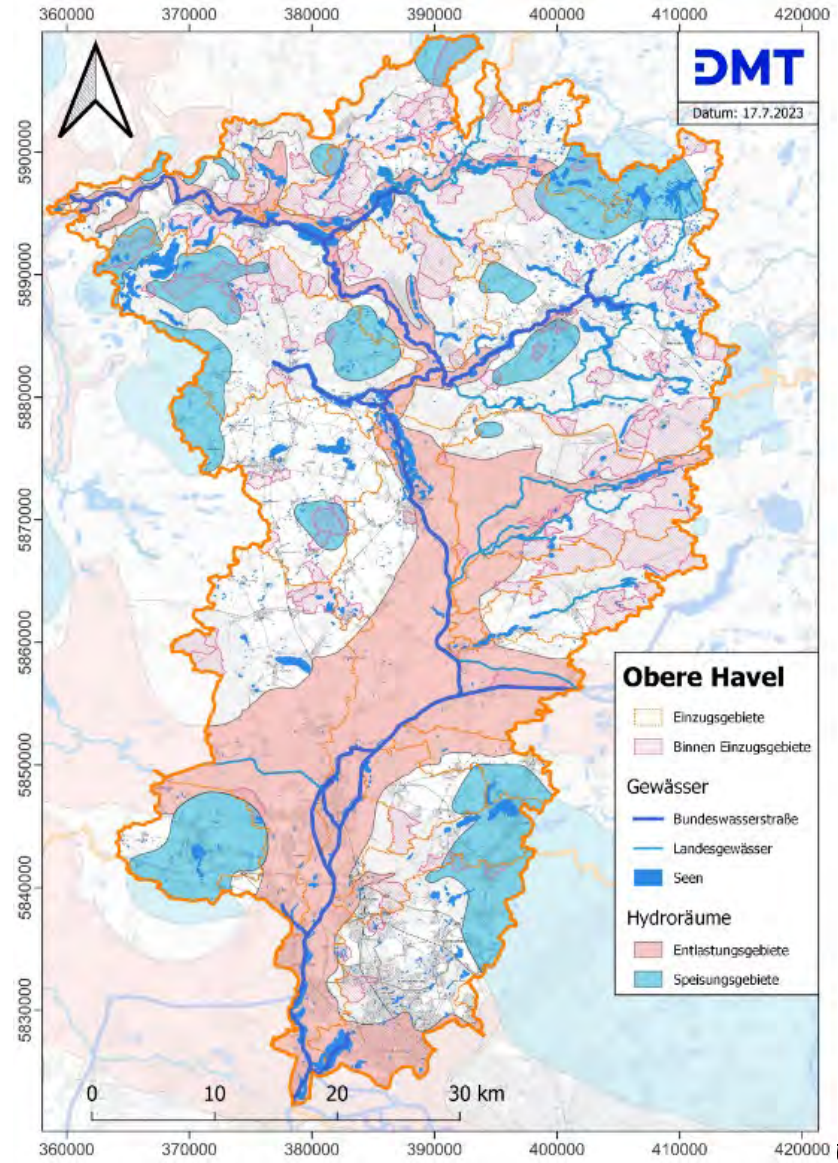 360000 370000 380000 390000 400000 410000 420000
DMT
Datum: 17.7.2023
5900000
5890000
5880000
5870000
5860000
5850000
5840000
5830000
Obere Havel
Einzugsgebiete
Binnen Einzugsgebiete
Gewässer
Bundeswasserstraße
Landesgewässer
Seen
Hydroräume
Entlastungsgebiete
Speisungsgebiete
0 10 20 30 km
360000 370000 380000 390000 400000 410000 420000